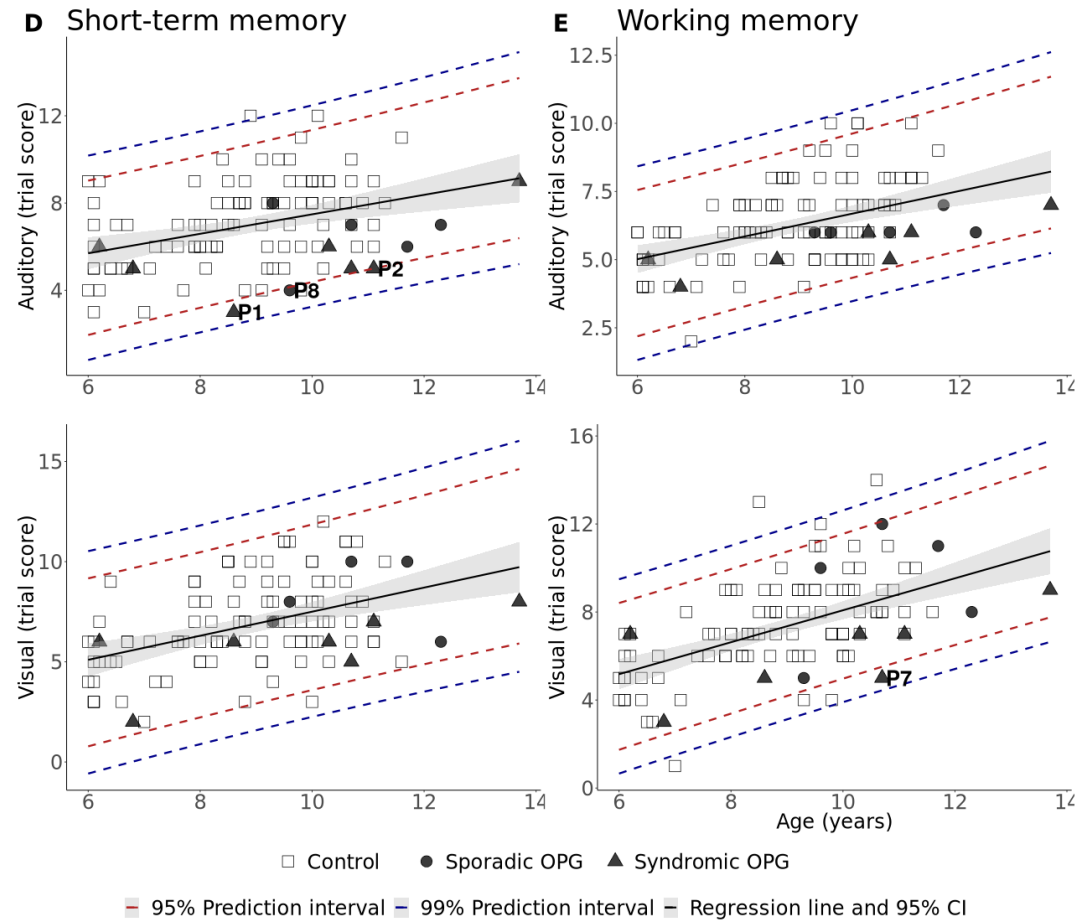 D Short-term memory
E Working memory
Auditory (trial score)
12
8
4
P2
P8
P1
6 8 10 12 14
Auditory (trial score)
12.5
10.0
7.5
5.0
2.5
6 8 10 12 14
Visual (trial score)
15
10
5
0
6 8 10 12 14
Visual (trial score)
16
12
8
4
0
P7
6 8 10 12 14
Age (years)
Control Sporadic OPG Syndromic OPG
95% Prediction interval 99% Prediction interval Regression line and 95% CI